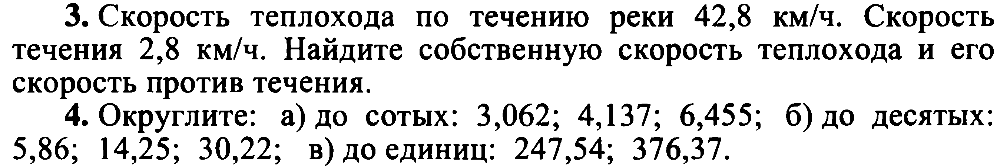 3. Скорость теплохода по течению реки 42,8 км/ч. Скорость
течения 2,8 км/ч. Найдите собственную скорость теплохода и его
скорость против течения.
4. Округлите: а) до сотых: 3,062; 4,137; 6,455; б) до десятых:
5,86; 14,25; 30,22; в) до единиц: 247,54; 376,37.